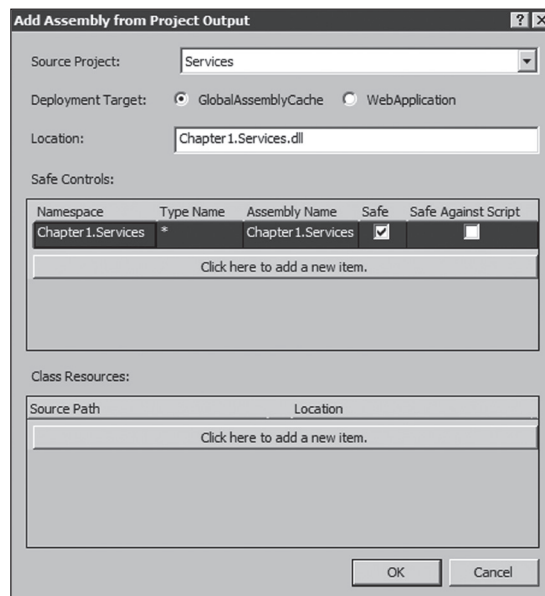 Add Assembly from Project Output
Source Project: Services
Deployment Target: GlobalAssemblyCache WebApplication
Location: Chapter1.Services.dll
Safe Controls:
Namespace Type Name Assembly Name Safe Safe Against Script
Chapter1.Services * Chapter1.Services
Click here to add a new item.
Class Resources:
Source Path Location
Click here to add a new item.
OK Cancel